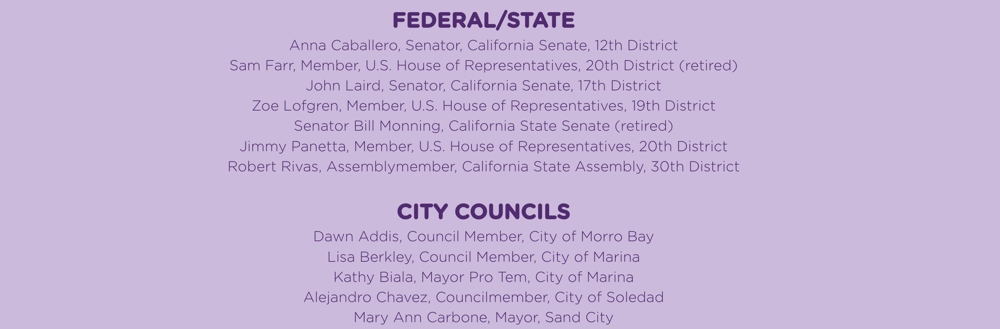 FEDERAL/STATE
Anna Caballero, Senator, California Senate, 12th District
Sam Farr, Member, U.S. House of Representatives, 20th District (retired)
John Laird, Senator, California Senate, 17th District
Zoe Lofgren, Member, U.S. House of Representatives, 19th District
Senator Bill Monning, California State Senate (retired)
Jimmy Panetta, Member, U.S. House of Representatives, 20th District
Robert Rivas, Assemblymember, California State Assembly, 30th District
CITY COUNCILS
Dawn Addis, Council Member, City of Morro Bay
Lisa Berkley, Council Member, City of Marina
Kathy Biala, Mayor Pro Tem, City of Marina
Alejandro Chavez, Councilmember, City of Soledad
Mary Ann Carbone, Mayor, Sand City